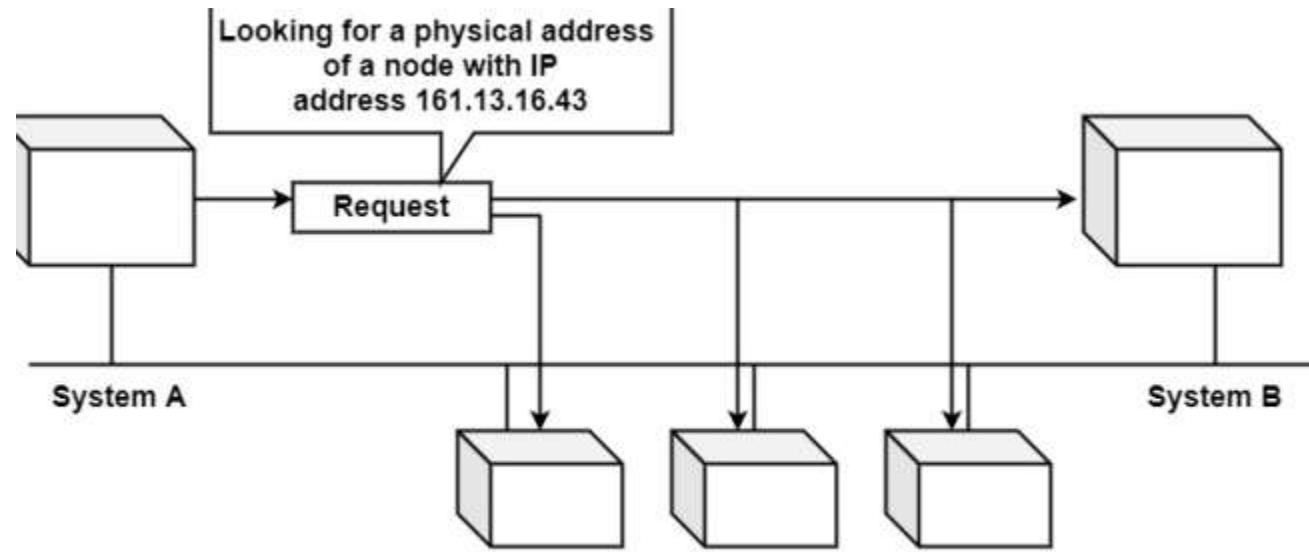 Looking for a physical address
of a node with IP
address 161.13.16.43
Request
System A
System B